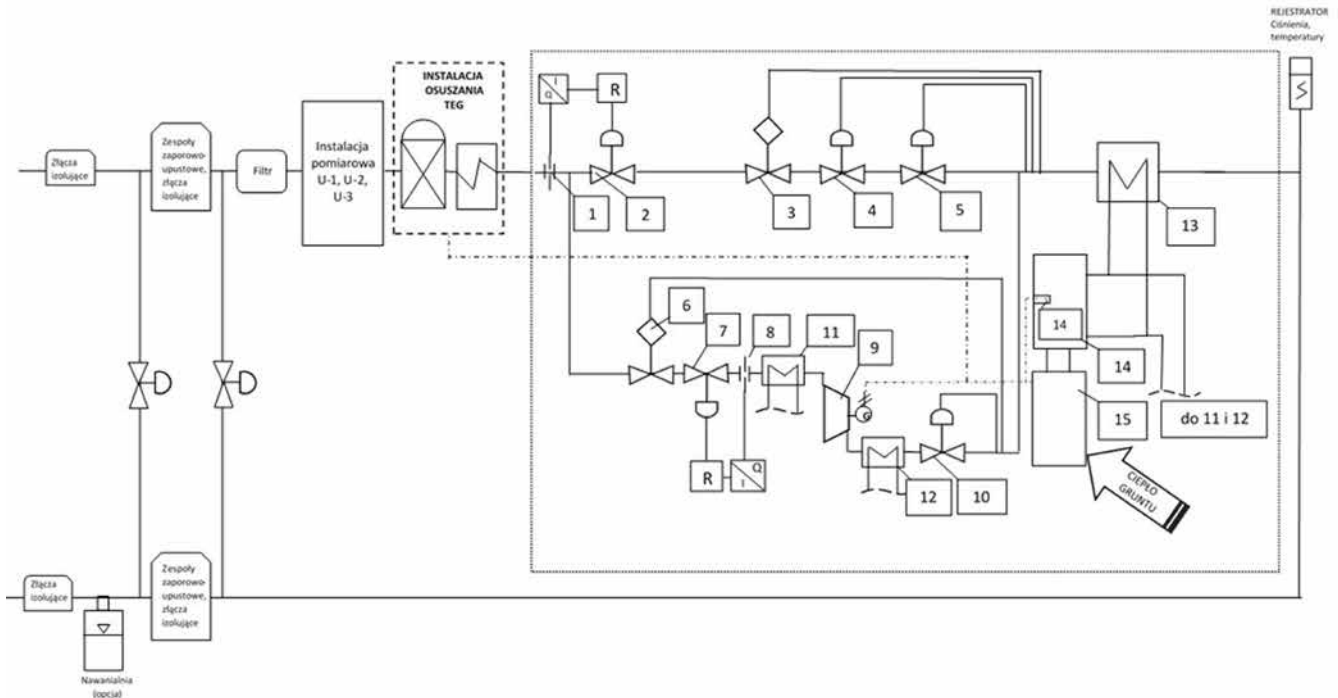 REJESTRATOR
Ciśnienia,
temperatury
INSTALACJA
OSUSZANIA
TEG
I
Q
R
Złącza
izolujące
Zespoły
zaporowo-
upustowe,
złącza
izolujące
Filtr
Instalacja
pomiarowa
U-1, U-2,
U-3
1
2
3
4
5
13
6
7
8
11
9
14
14
G
15
do 11 i 12
R
Q
I
12
10
CIEPŁO
GRUNTU
Złącza
izolujące
Zespoły
zaporowo-
upustowe,
złącza
izolujące
Nawanialnia
(opcja)